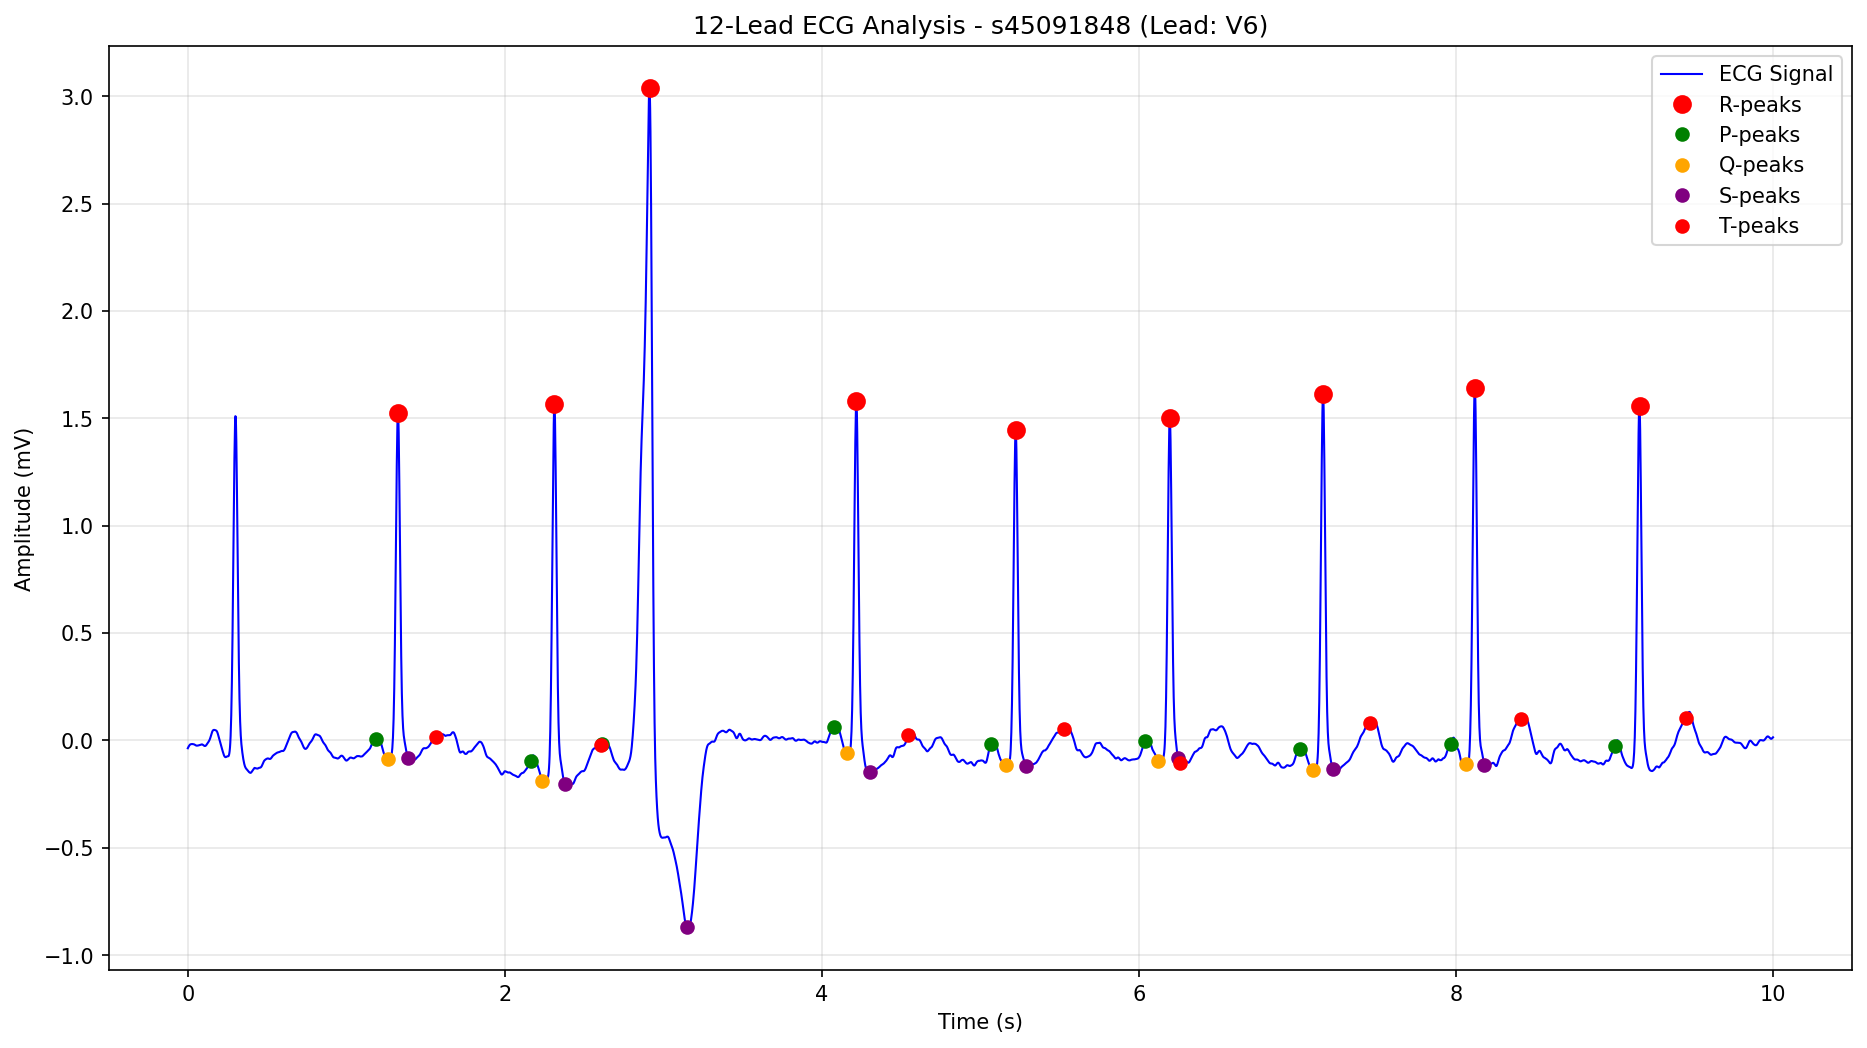 12-Lead ECG Analysis - s45091848 (Lead: V6)
ECG Signal
R-peaks
P-peaks
Q-peaks
S-peaks
T-peaks
Amplitude (mV)
3.0
2.5
2.0
1.5
1.0
0.5
0.0
−0.5
−1.0
0 2 4 6 8 10
Time (s)